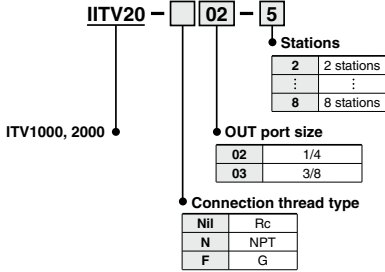 IITV20 – 02 – 5
Stations
2 2 stations
⋮ ⋮
8 8 stations
ITV1000, 2000
OUT port size
02 1/4
03 3/8
Connection thread type
Nil Rc
N NPT
F G